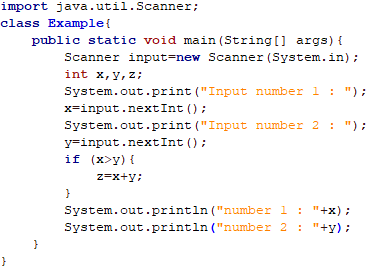 import java.util.Scanner;
class Example{
    public static void main(String[] args){
        Scanner input=new Scanner(System.in);
        int x,y,z;
        System.out.print("Input number 1 : ");
        x=input.nextInt();
        System.out.print("Input number 2 : ");
        y=input.nextInt();
        if (x>y){
            z=x+y;
        }
        System.out.println("number 1 : "+x);
        System.out.println("number 2 : "+y);
    }
}